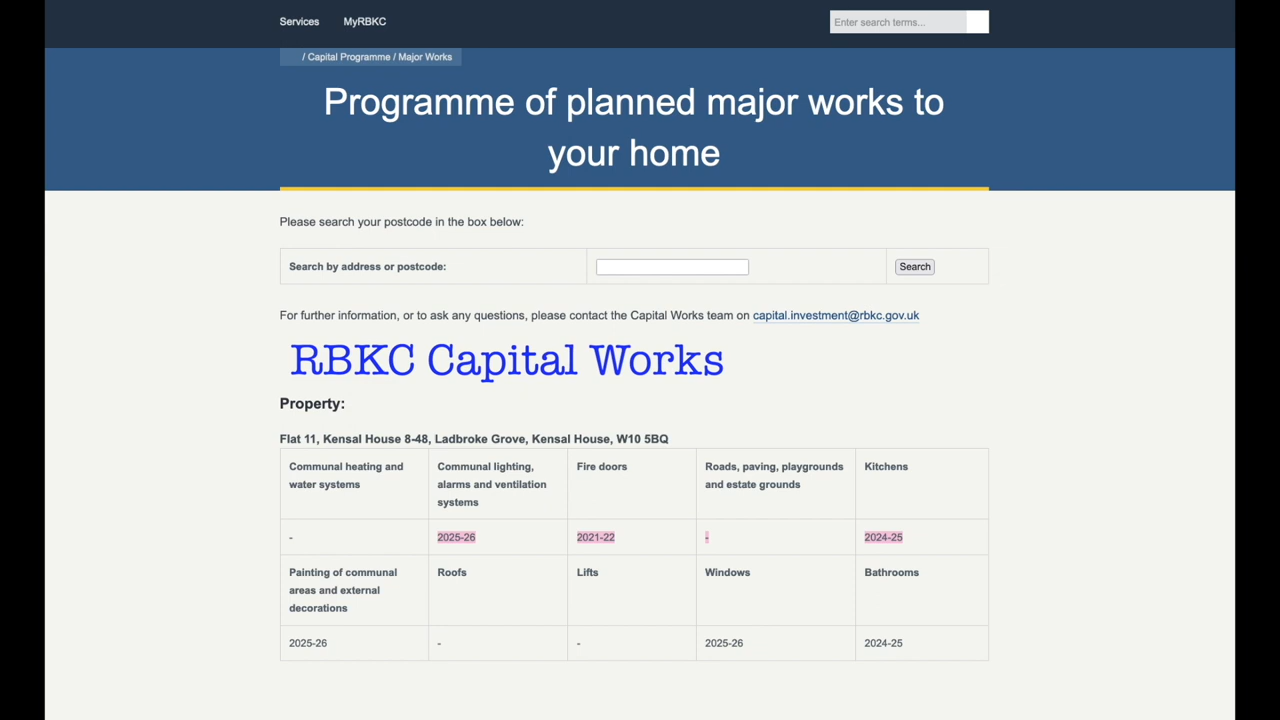 Services MyRBKC Enter search terms...
/ Capital Programme / Major Works
Programme of planned major works to
your home
Please search your postcode in the box below:
Search by address or postcode: Search
For further information, or to ask any questions, please contact the Capital Works team on capital.investment@rbkc.gov.uk
RBKC Capital Works
Property:
Flat 11, Kensal House 8-48, Ladbroke Grove, Kensal House, W10 5BQ
Communal heating and water systems
Communal lighting, alarms and ventilation systems
Fire doors
Roads, paving, playgrounds and estate grounds
Kitchens
- 2025-26 2021-22 - 2024-25
Painting of communal areas and external decorations
Roofs
Lifts
Windows
Bathrooms
2025-26 - - 2025-26 2024-25